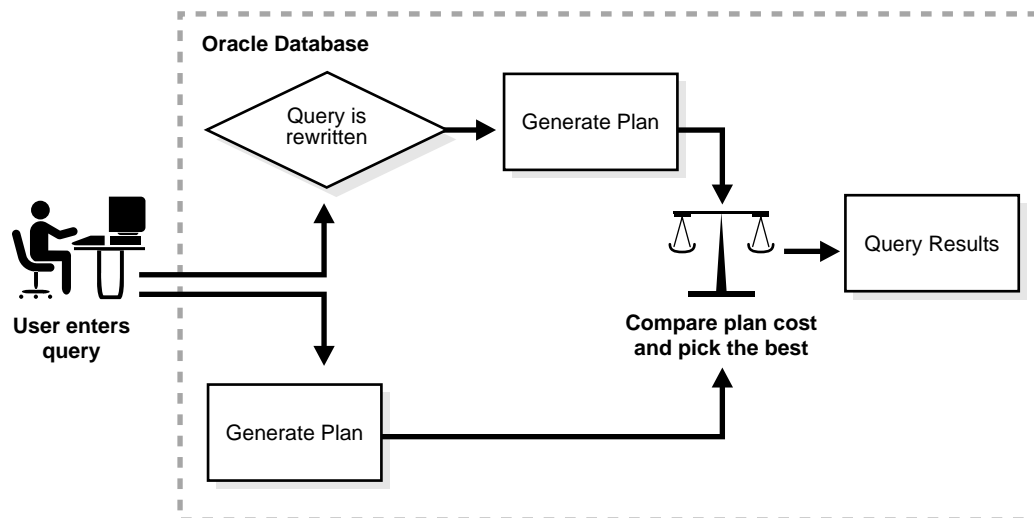 Oracle Database
Query is
rewritten
Generate Plan
Query Results
User enters
query
Compare plan cost
and pick the best
Generate Plan